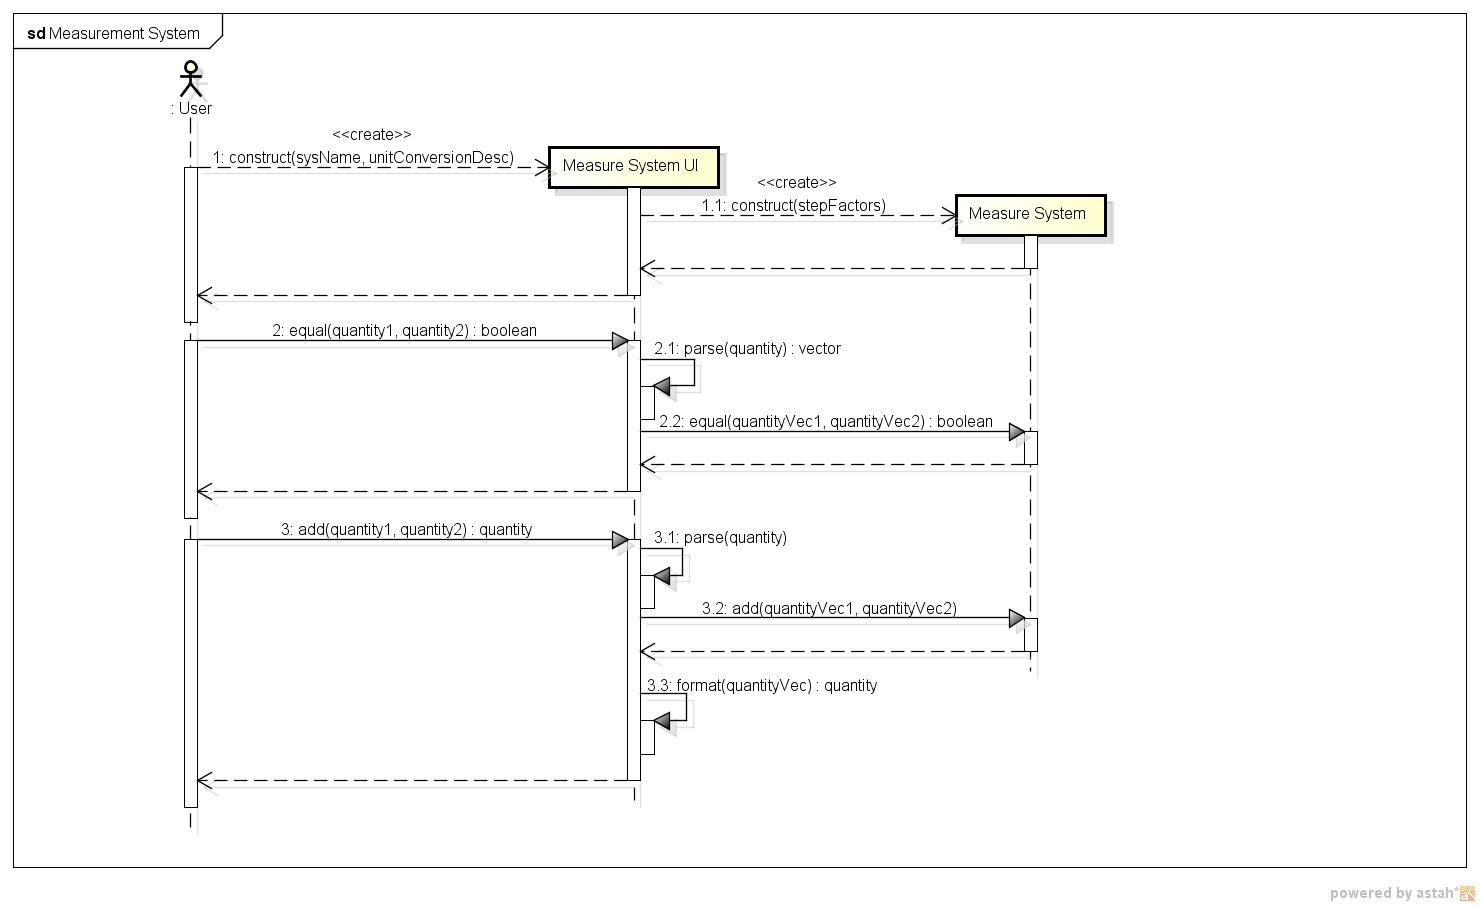 sd Measurement System
: User
<<create>>
1: construct(sysName, unitConversionDesc)
Measure System UI
<<create>>
1.1: construct(stepFactors)
Measure System
2: equal(quantity1, quantity2) : boolean
2.1: parse(quantity) : vector
2.2: equal(quantityVec1, quantityVec2) : boolean
3: add(quantity1, quantity2) : quantity
3.1: parse(quantity)
3.2: add(quantityVec1, quantityVec2)
3.3: format(quantityVec) : quantity
powered by astah*